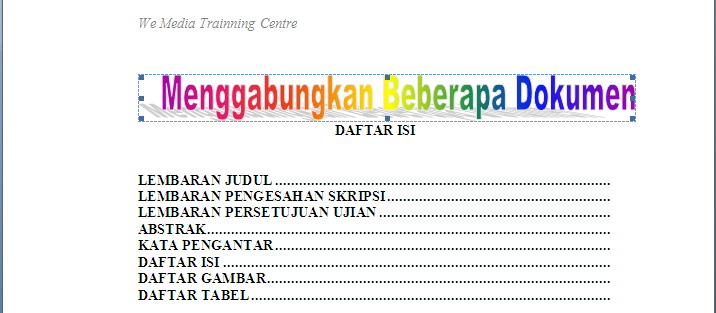 We Media Trainning Centre
Menggabungkan Beberapa Dokumen
DAFTAR ISI
LEMBARAN JUDUL ..........................................................................................
LEMBARAN PENGESAHAN SKRIPSI............................................................
LEMBARAN PERSETUJUAN UJIAN ..............................................................
ABSTRAK............................................................................................................
KATA PENGANTAR..........................................................................................
DAFTAR ISI ........................................................................................................
DAFTAR GAMBAR............................................................................................
DAFTAR TABEL ................................................................................................